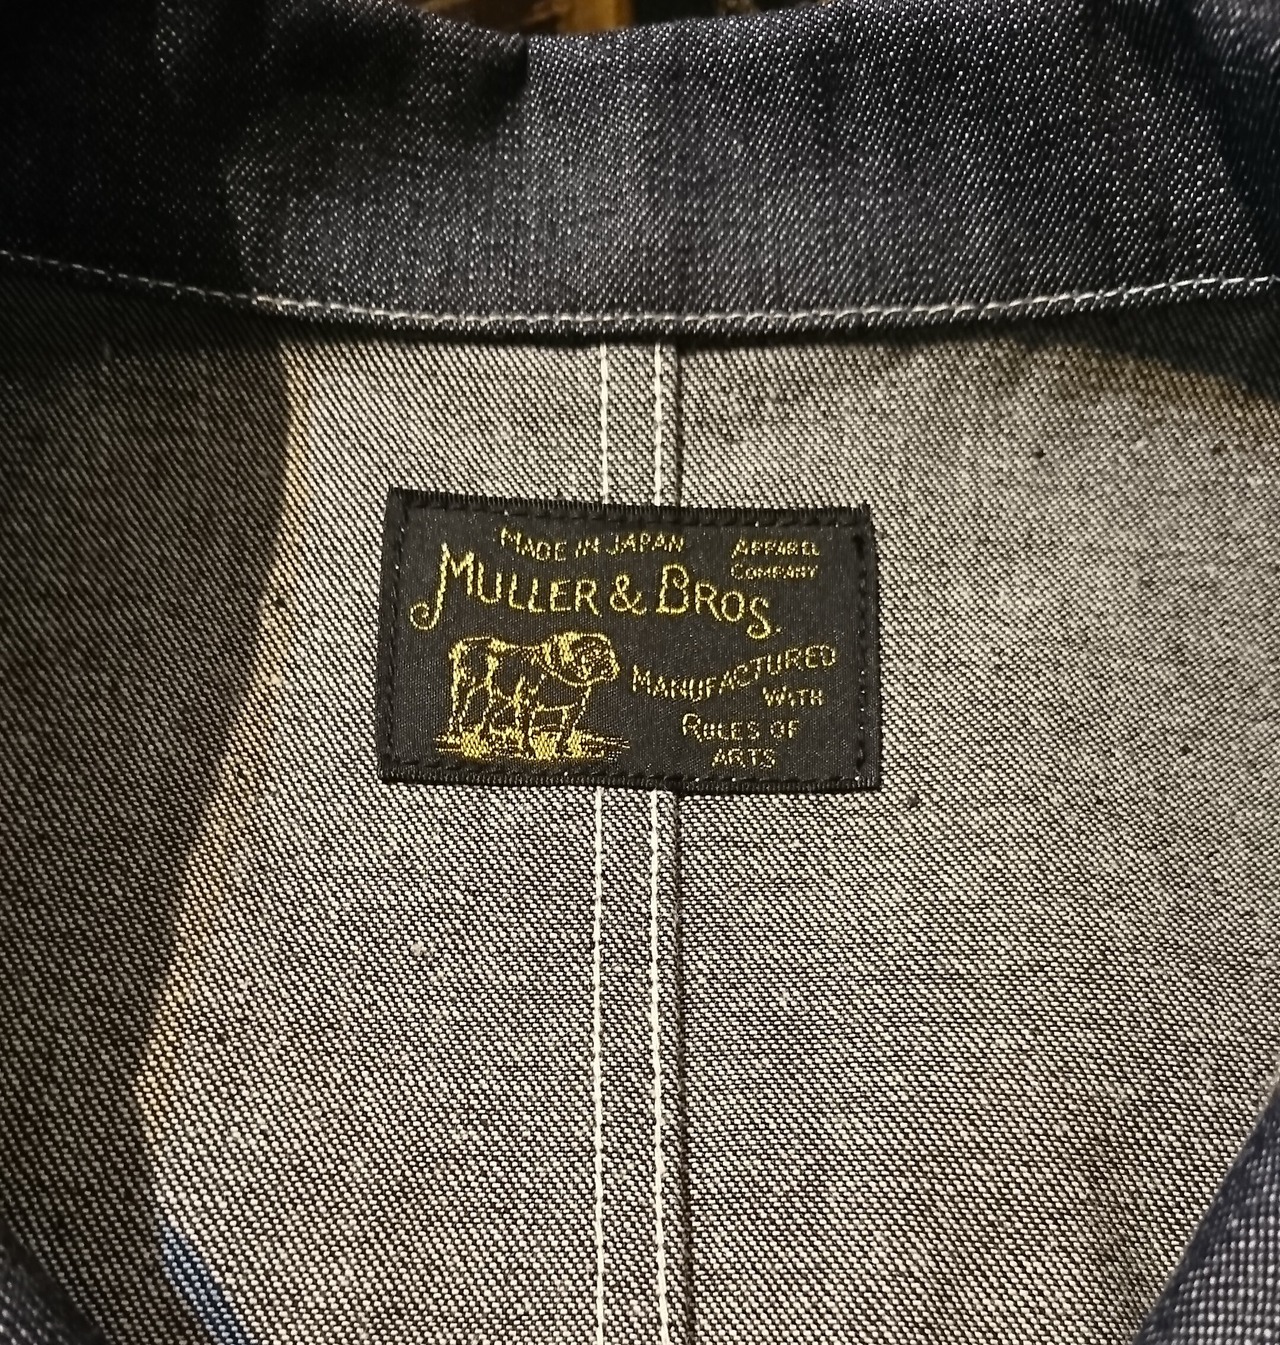 MADE IN JAPAN
APPAREL
COMPANY
MULLER & BROS.
MANUFACTURED
WITH
RULES OF
ARTS